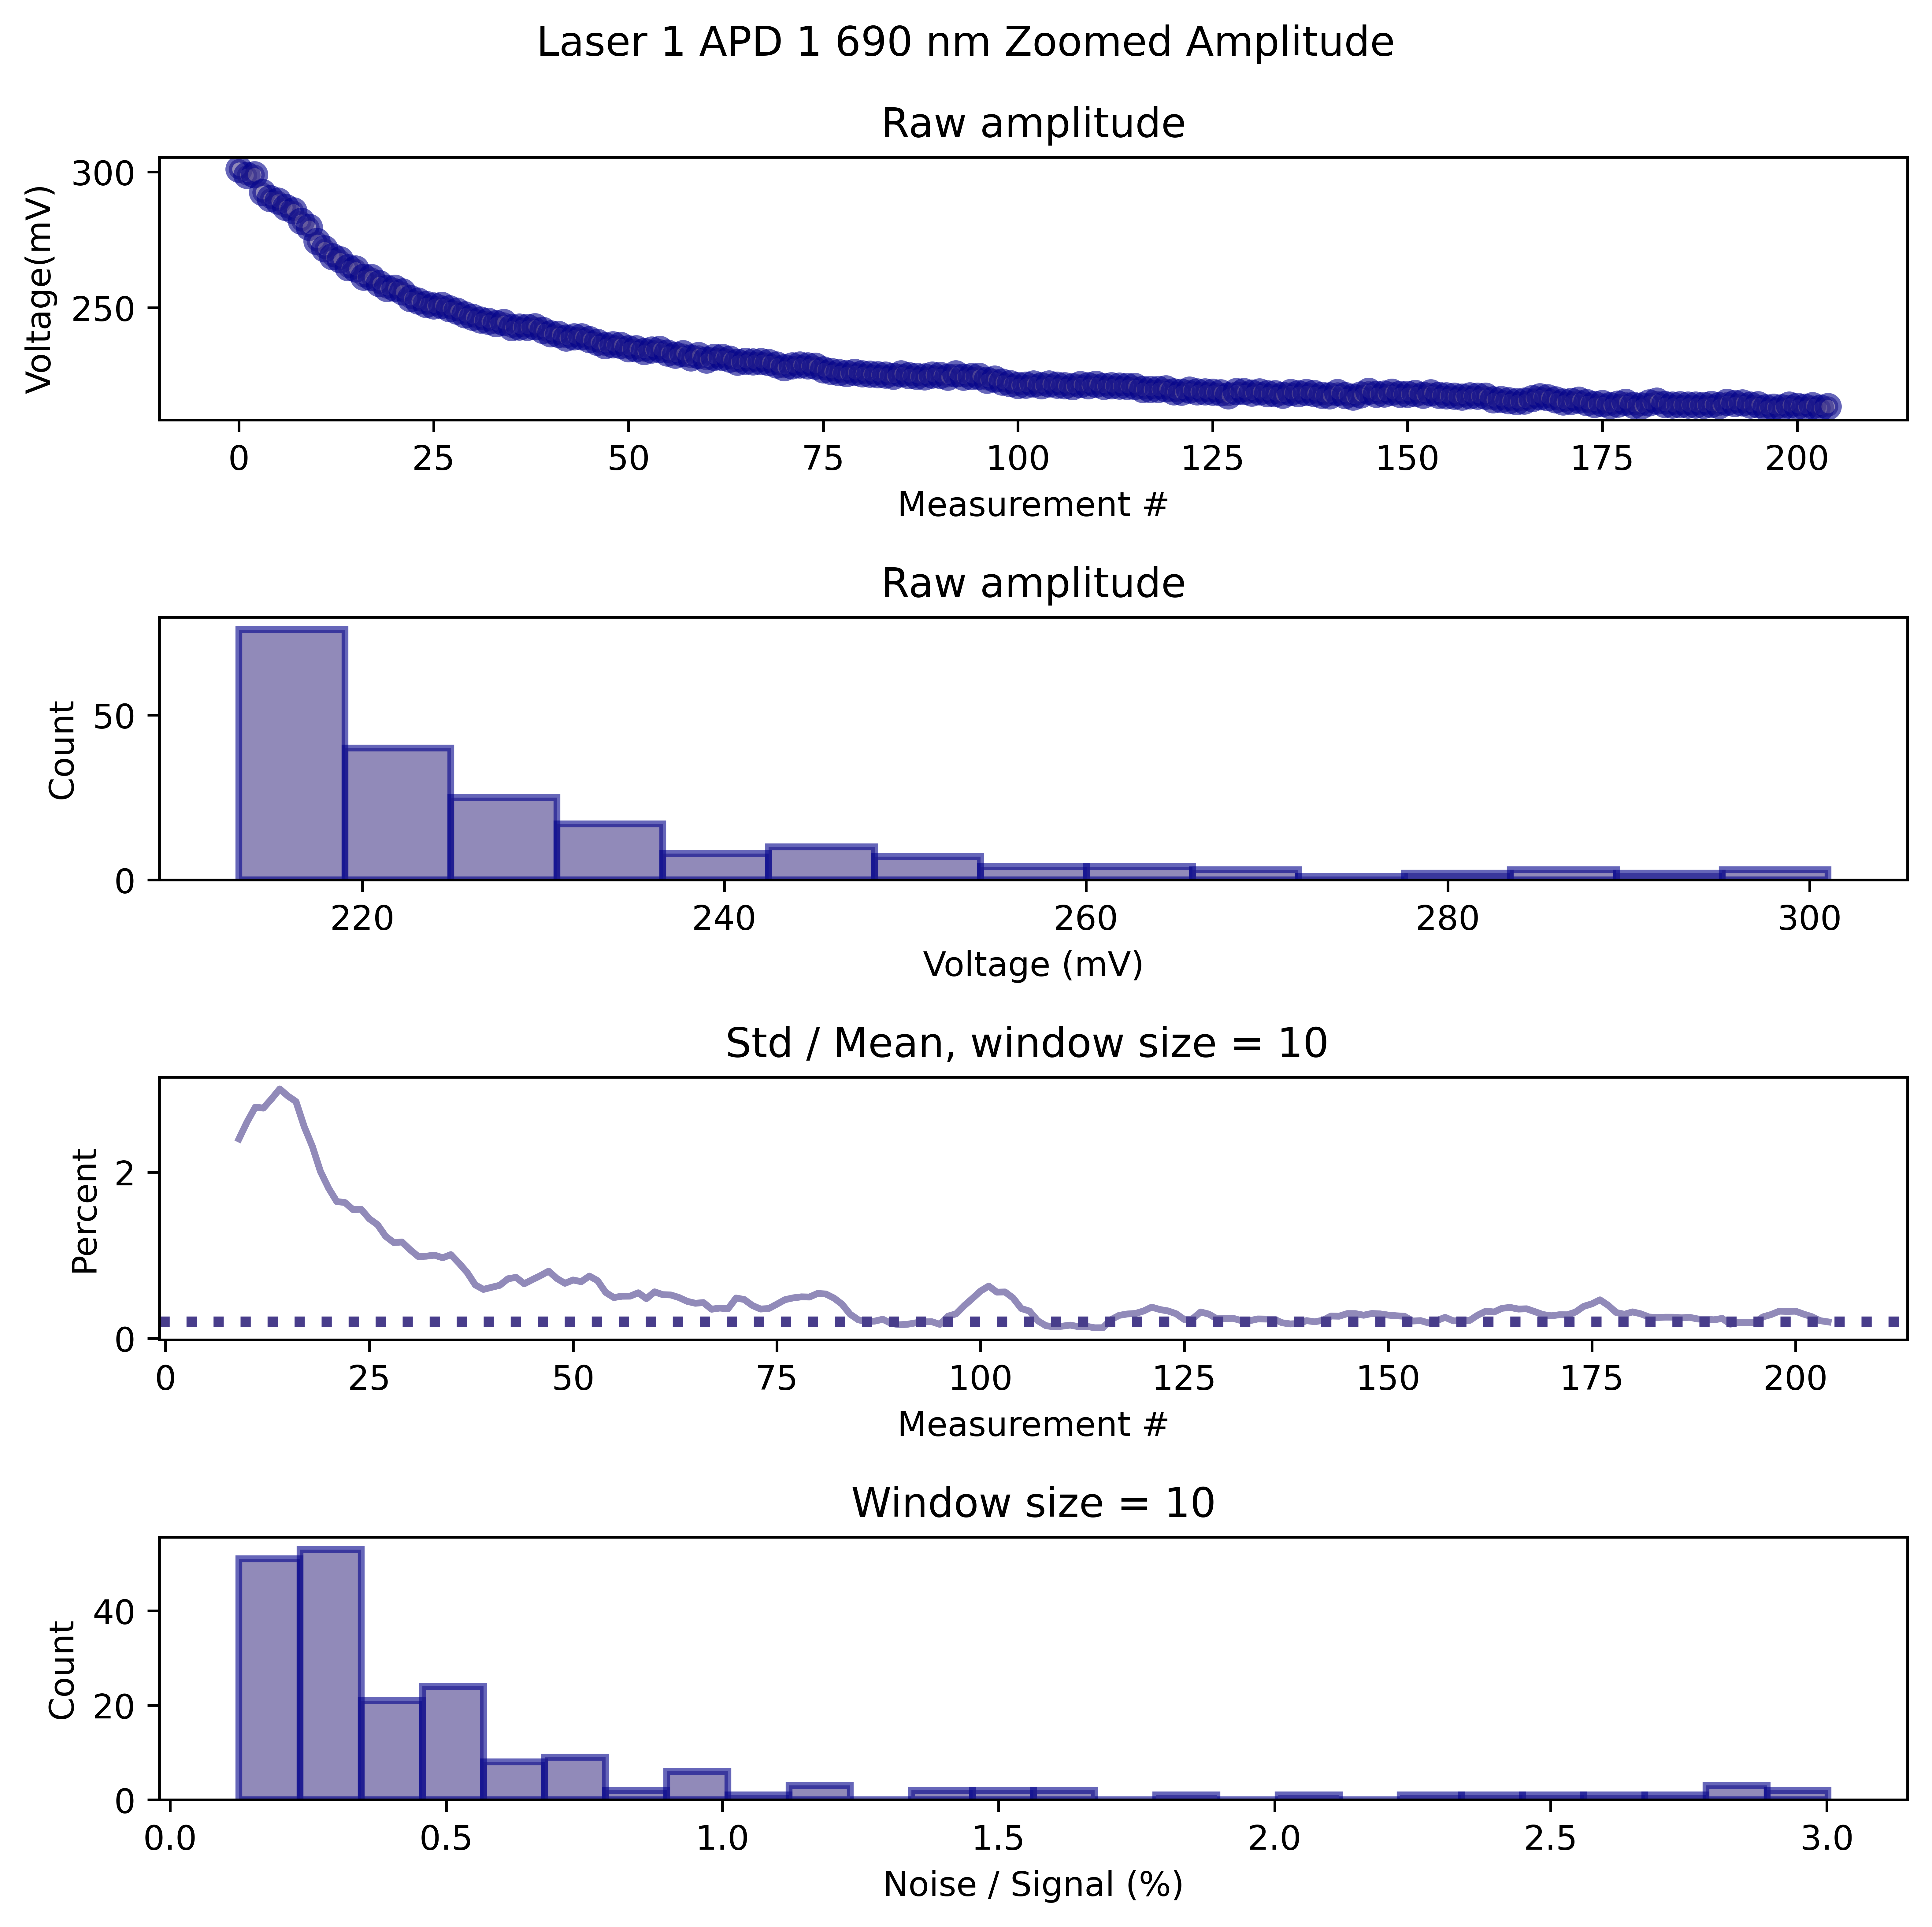 Laser 1 APD 1 690 nm Zoomed Amplitude
Raw amplitude
300
250
Voltage(mV)
0 25 50 75 100 125 150 175 200
Measurement #
Raw amplitude
50
0
Count
220 240 260 280 300
Voltage (mV)
Std / Mean, window size = 10
2
0
Percent
0 25 50 75 100 125 150 175 200
Measurement #
Window size = 10
40
20
0
Count
0.0 0.5 1.0 1.5 2.0 2.5 3.0
Noise / Signal (%)